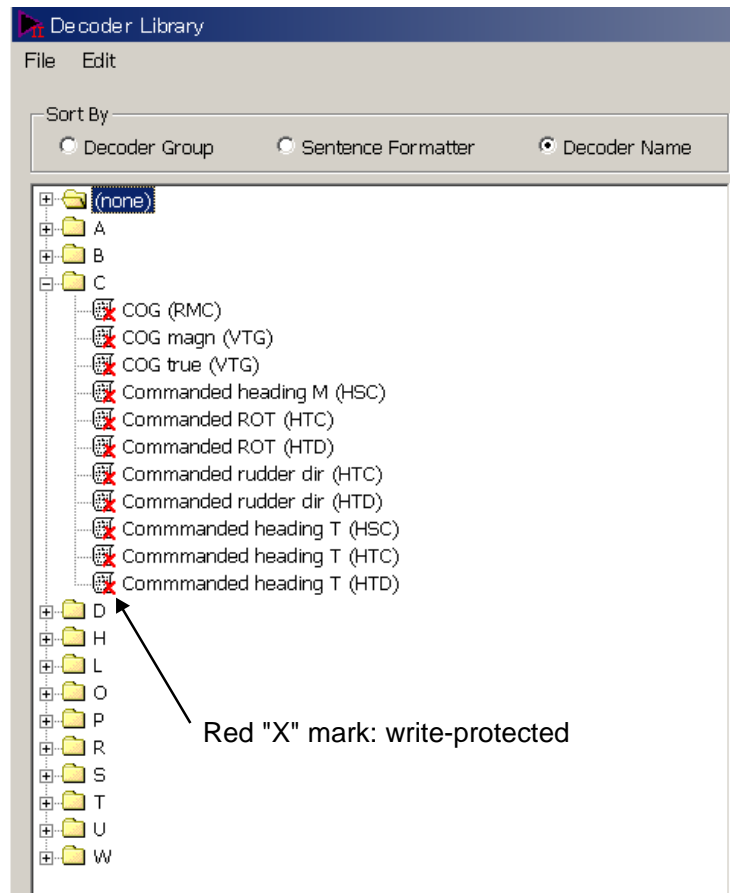 Decoder Library
File Edit
Sort By
Decoder Group Sentence Formatter Decoder Name
(none)
A
B
C
COG (RMC)
COG magn (VTG)
COG true (VTG)
Commanded heading M (HSC)
Commanded ROT (HTC)
Commanded ROT (HTD)
Commanded rudder dir (HTC)
Commanded rudder dir (HTD)
Commmanded heading T (HSC)
Commmanded heading T (HTC)
Commmanded heading T (HTD)
D
H
L
O
P
Red "X" mark: write-protected
R
S
T
U
W